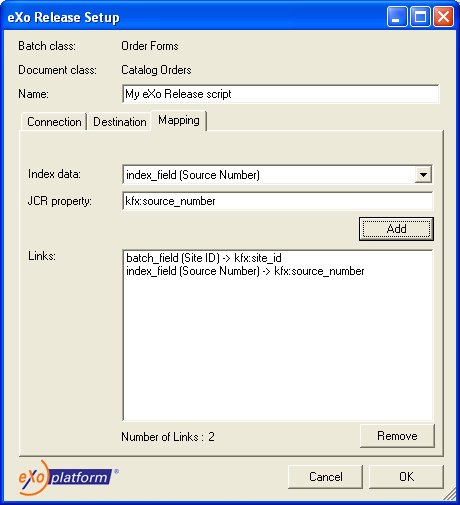 eXo Release Setup
Batch class: Order Forms
Document class: Catalog Orders
Name: My eXo Release script
Connection Destination Mapping
Index data: index_field (Source Number)
JCR property: kfx:source_number
Add
Links:
batch_field (Site ID) -> kfx:site_id
index_field (Source Number) -> kfx:source_number
Number of Links : 2
Remove
eXo platform ®
Cancel OK